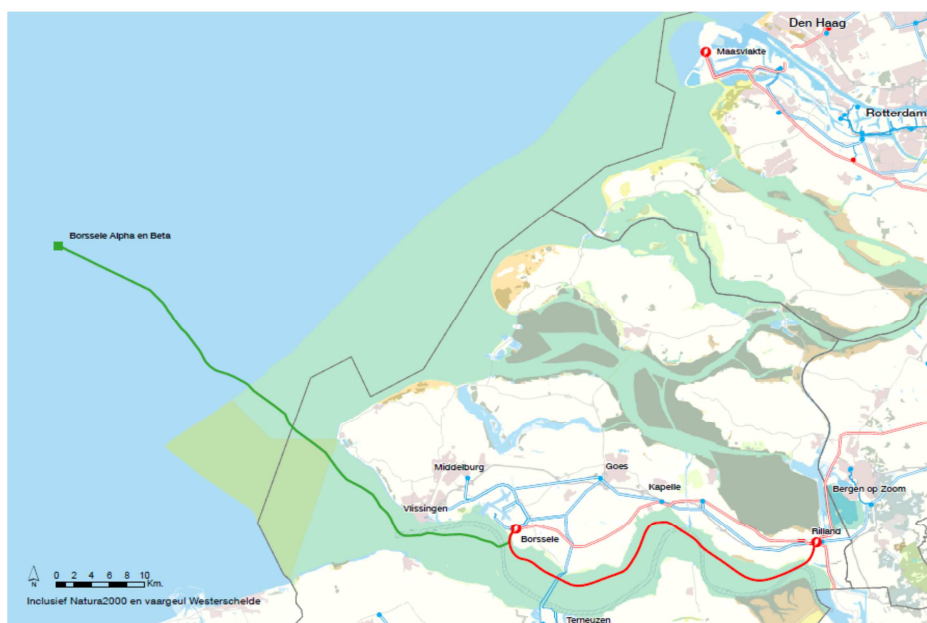 Den Haag
Maasvlakte
Rotterdam
Borssele Alpha en Beta
Middelburg
Goes
Kapelle
Bergen op Zoom
Vlissingen
Borssele
Rilland
N
0 2 4 6 8 10
Km.
Inclusief Natura2000 en vaargeul Westerschelde
Terneuzen